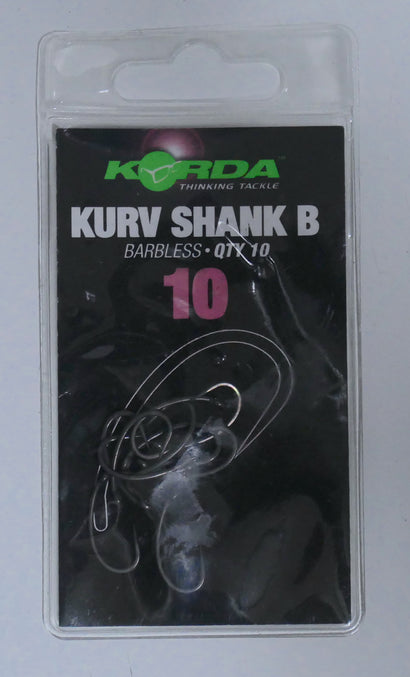 KORDA
THINKING TACKLE
KURV SHANK B
BARBLESS • QTY 10
10